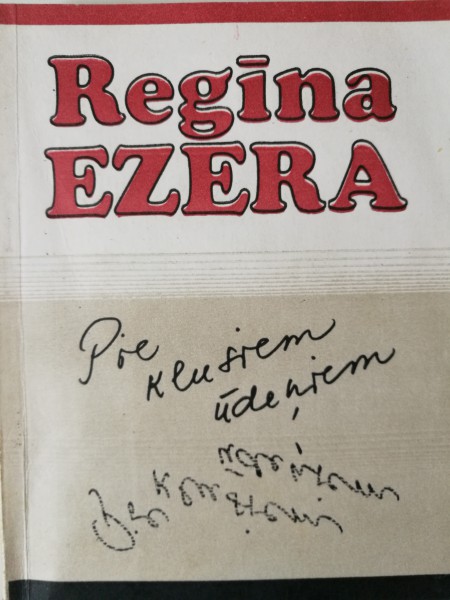 Regīna
EZERA
Pie
klusiem
ūdeņiem